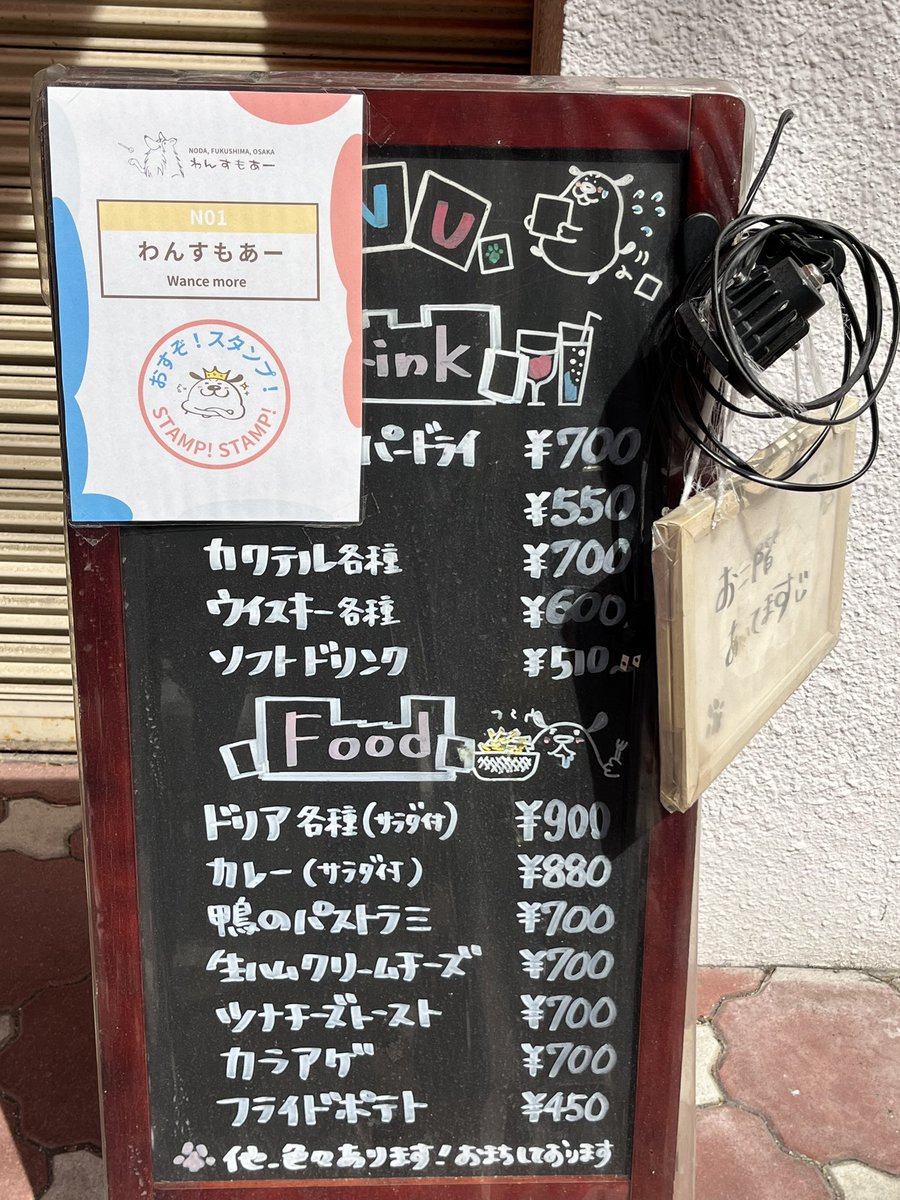 NODA, FUKUSHIMA, OSAKA
わんすもあー
N01
わんすもあー
Wance more
おすぞ！スタンプ！
STAMP! STAMP!
NU
ink
パードライ ¥700
¥550
カクテル各種 ¥700
ウイスキー各種 ¥600
ソフトドリンク ¥510
お二階
あいてますじ
Food
ドリア各種(サラダ付) ¥900
カレー(サラダ付) ¥880
鴨のパストラミ ¥700
生ハムクリームチーズ ¥700
ツナチーズトースト ¥700
カラアゲ ¥700
フライドポテト ¥450
他、色々あります！おまちしております